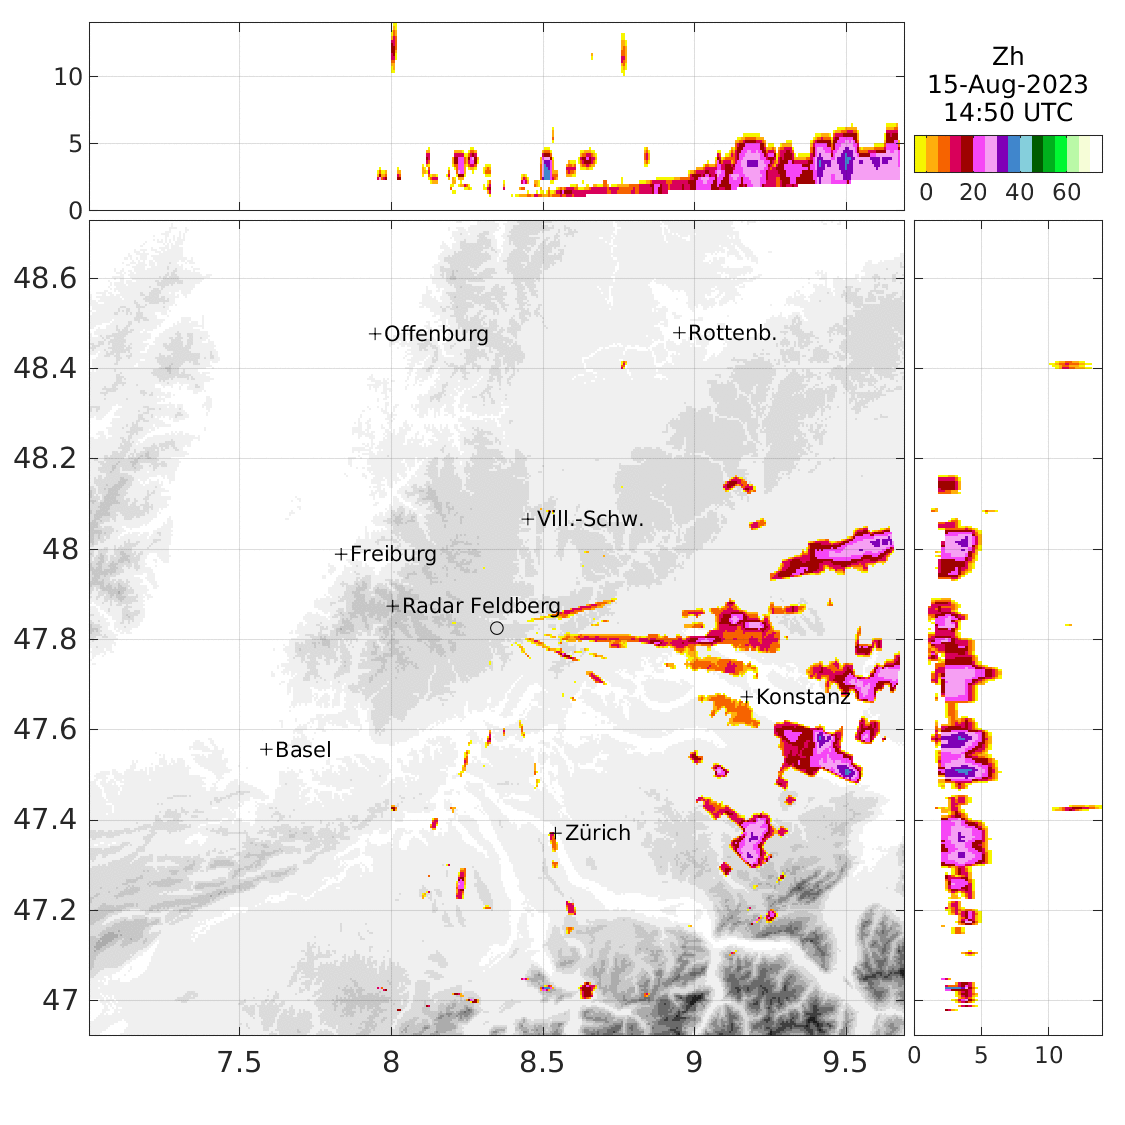 10
5
0
Zh
15-Aug-2023
14:50 UTC
0 20 40 60
48.6
48.4
48.2
48
47.8
47.6
47.4
47.2
47
Offenburg
Rottenb.
Vill.-Schw.
Freiburg
Radar Feldberg
Konstanz
Basel
Zürich
7.5 8 8.5 9 9.5
0 5 10